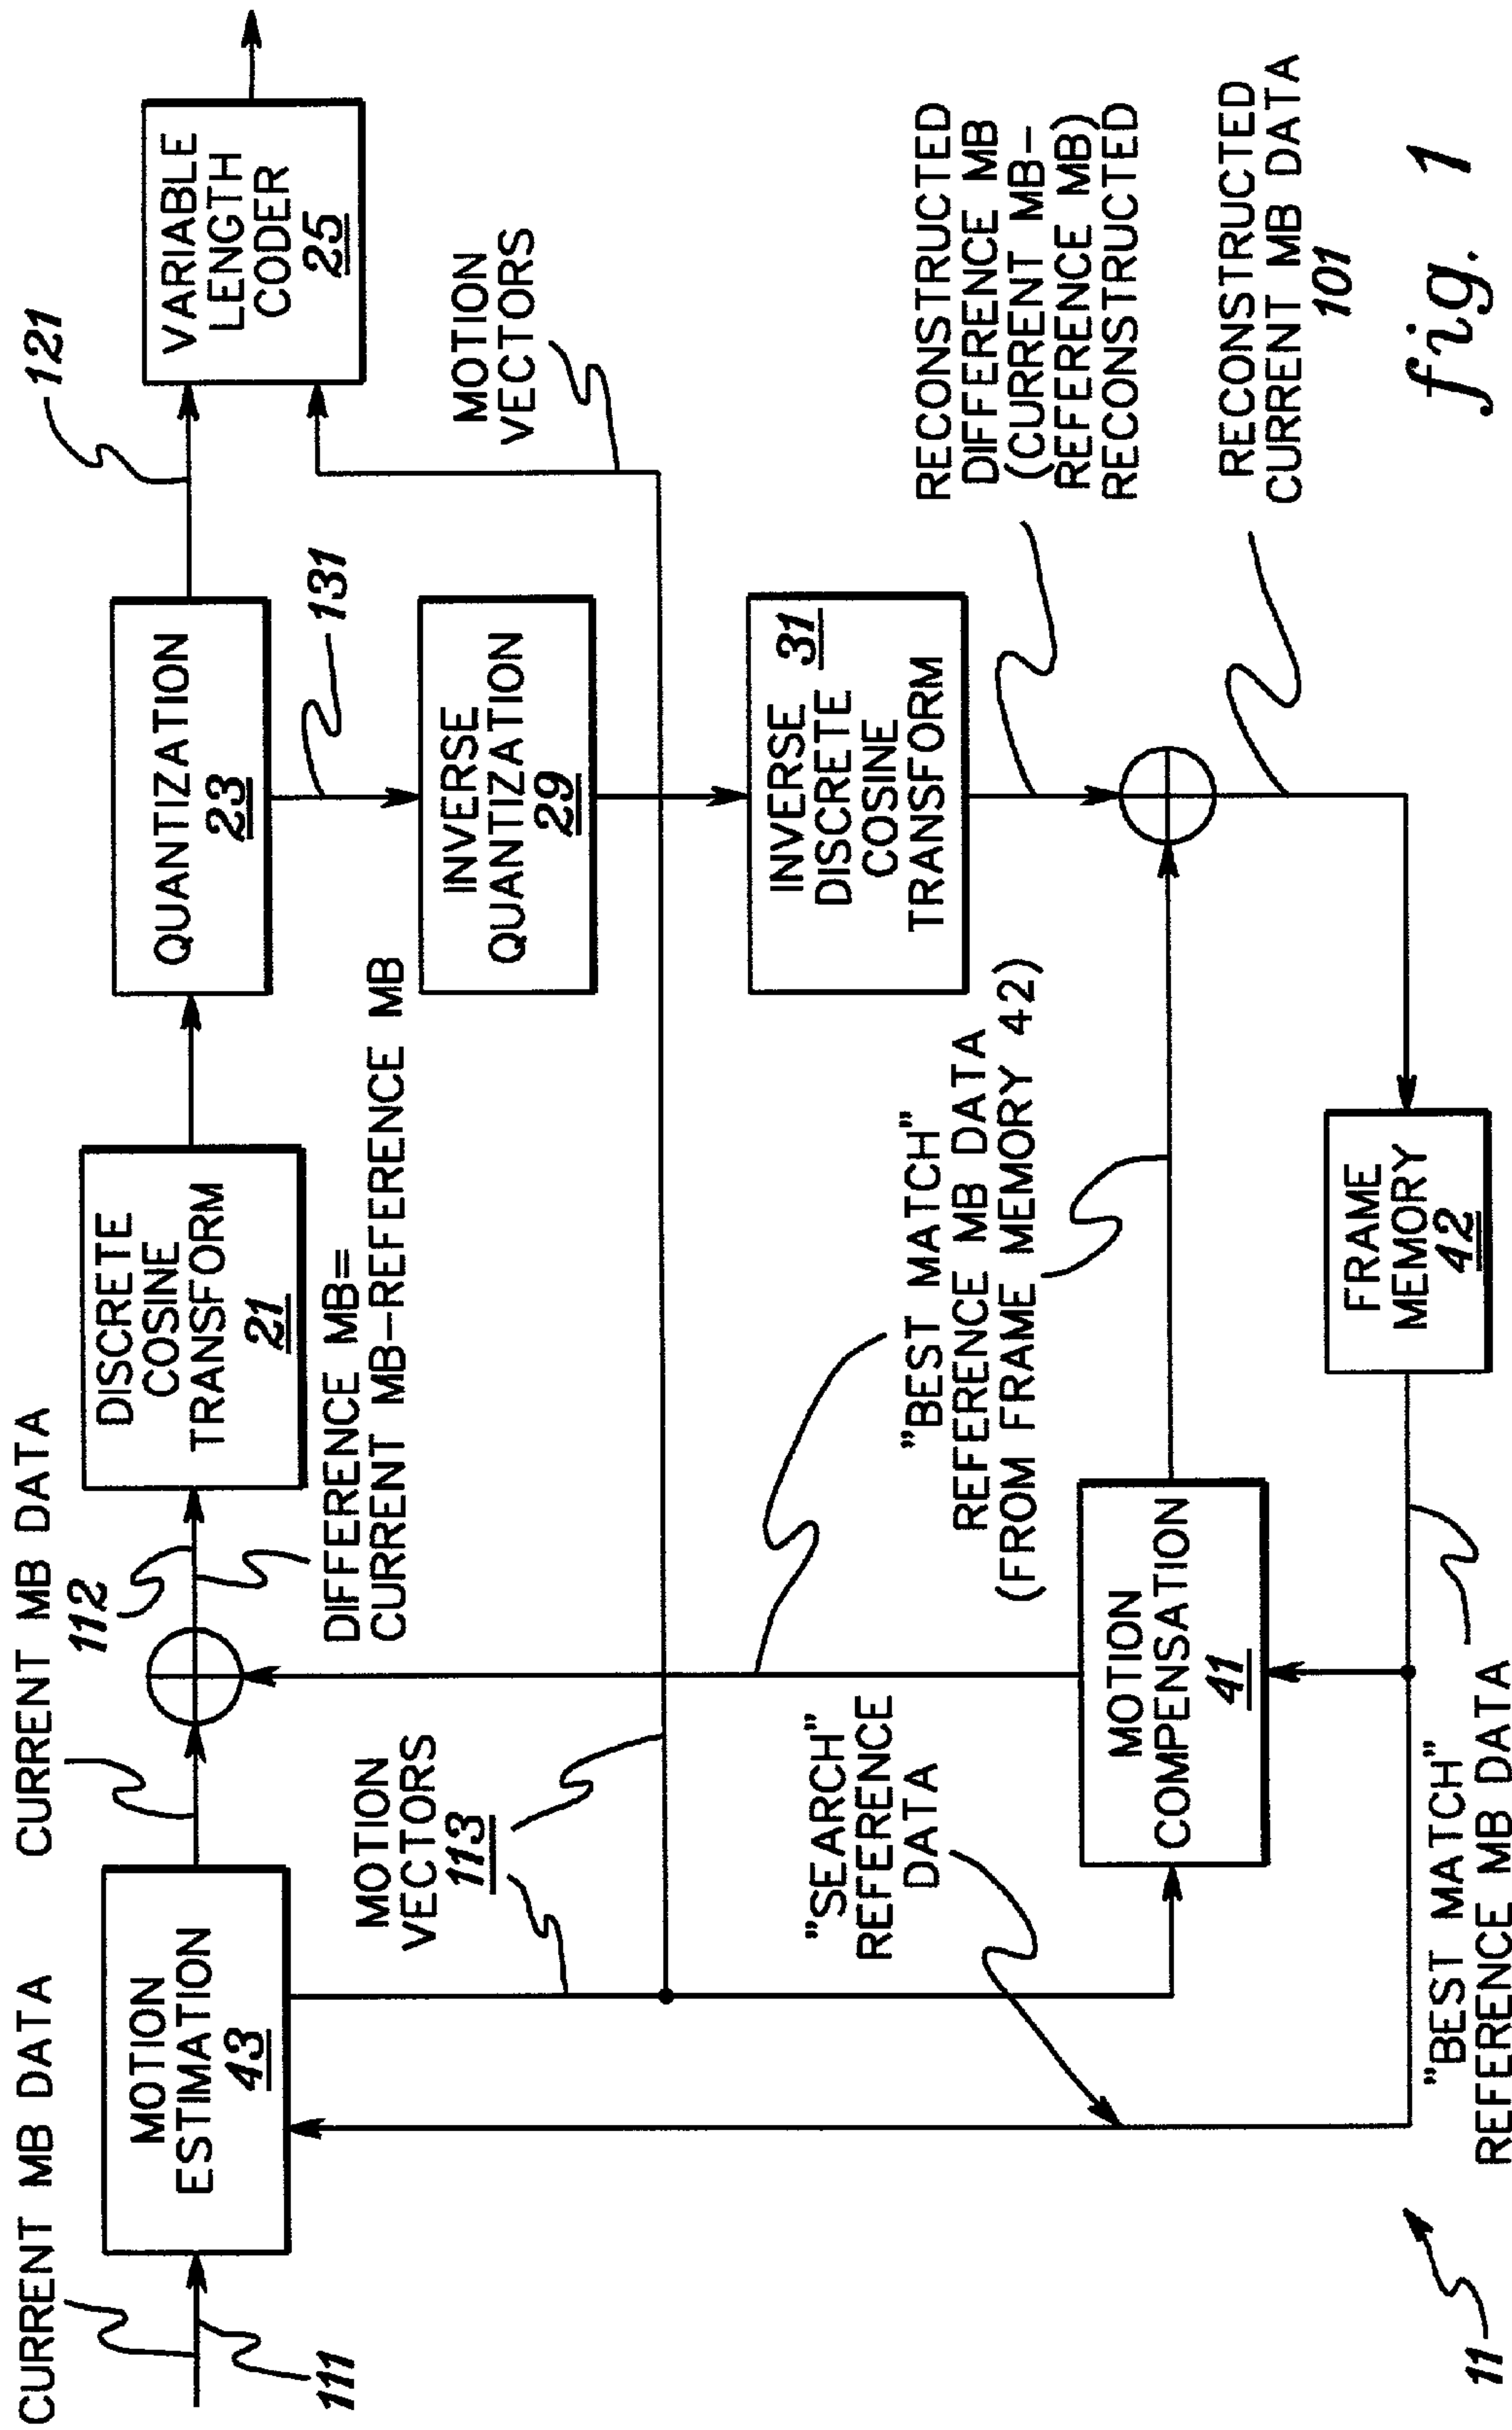 CURRENT MB DATA
111
MOTION
ESTIMATION
43
CURRENT MB DATA
112
DISCRETE
COSINE
TRANSFORM
21
DIFFERENCE MB=
CURRENT MB-REFERENCE MB
QUANTIZATION
23
121
VARIABLE
LENGTH
CODER
25
131
MOTION
VECTORS
113
INVERSE
QUANTIZATION
29
MOTION
VECTORS
"SEARCH"
REFERENCE
DATA
"BEST MATCH"
REFERENCE MB DATA
(FROM FRAME MEMORY 42)
INVERSE 31
DISCRETE
COSINE
TRANSFORM
RECONSTRUCTED
DIFFERENCE MB
(CURRENT MB-
REFERENCE MB)
RECONSTRUCTED
MOTION
COMPENSATION
41
FRAME
MEMORY
42
RECONSTRUCTED
CURRENT MB DATA
101
"BEST MATCH"
REFERENCE MB DATA
11
fig. 1